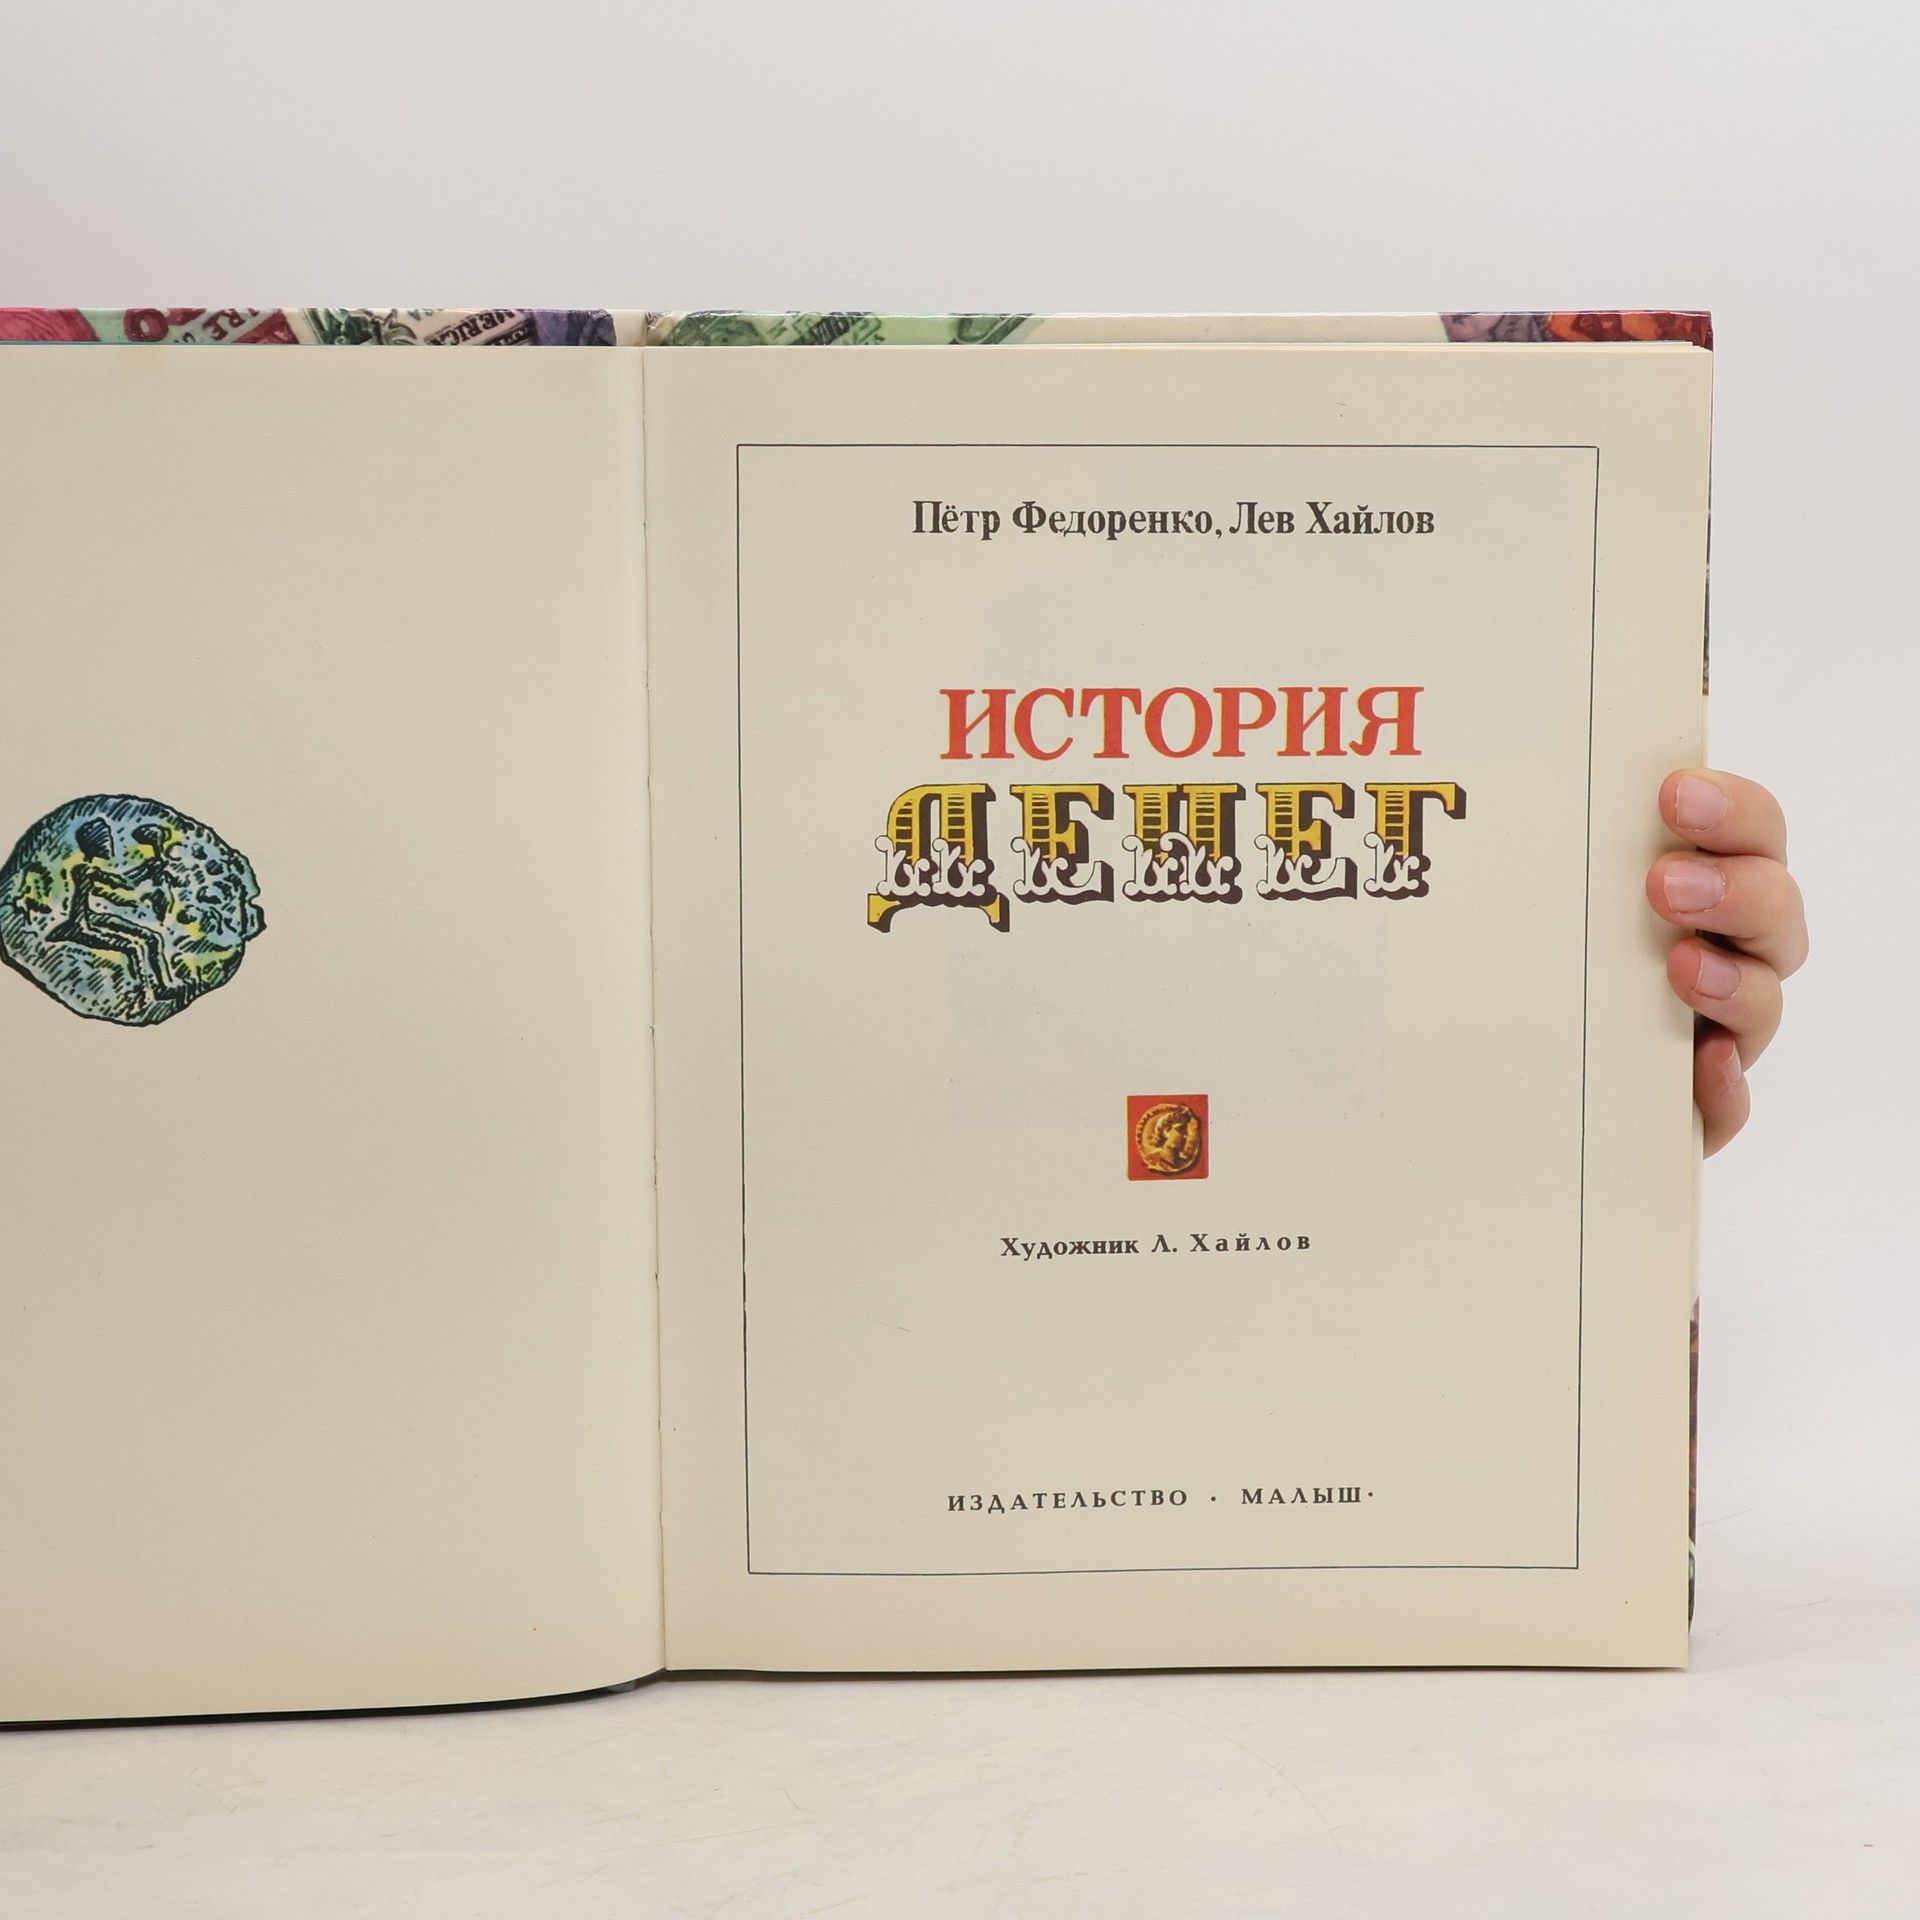 Пётр Федоренко, Лев Хайлов
ИСТОРИЯ
ДЕНЕГ
Художник Л. Хайлов
ИЗДАТЕЛЬСТВО · МАЛЫШ·